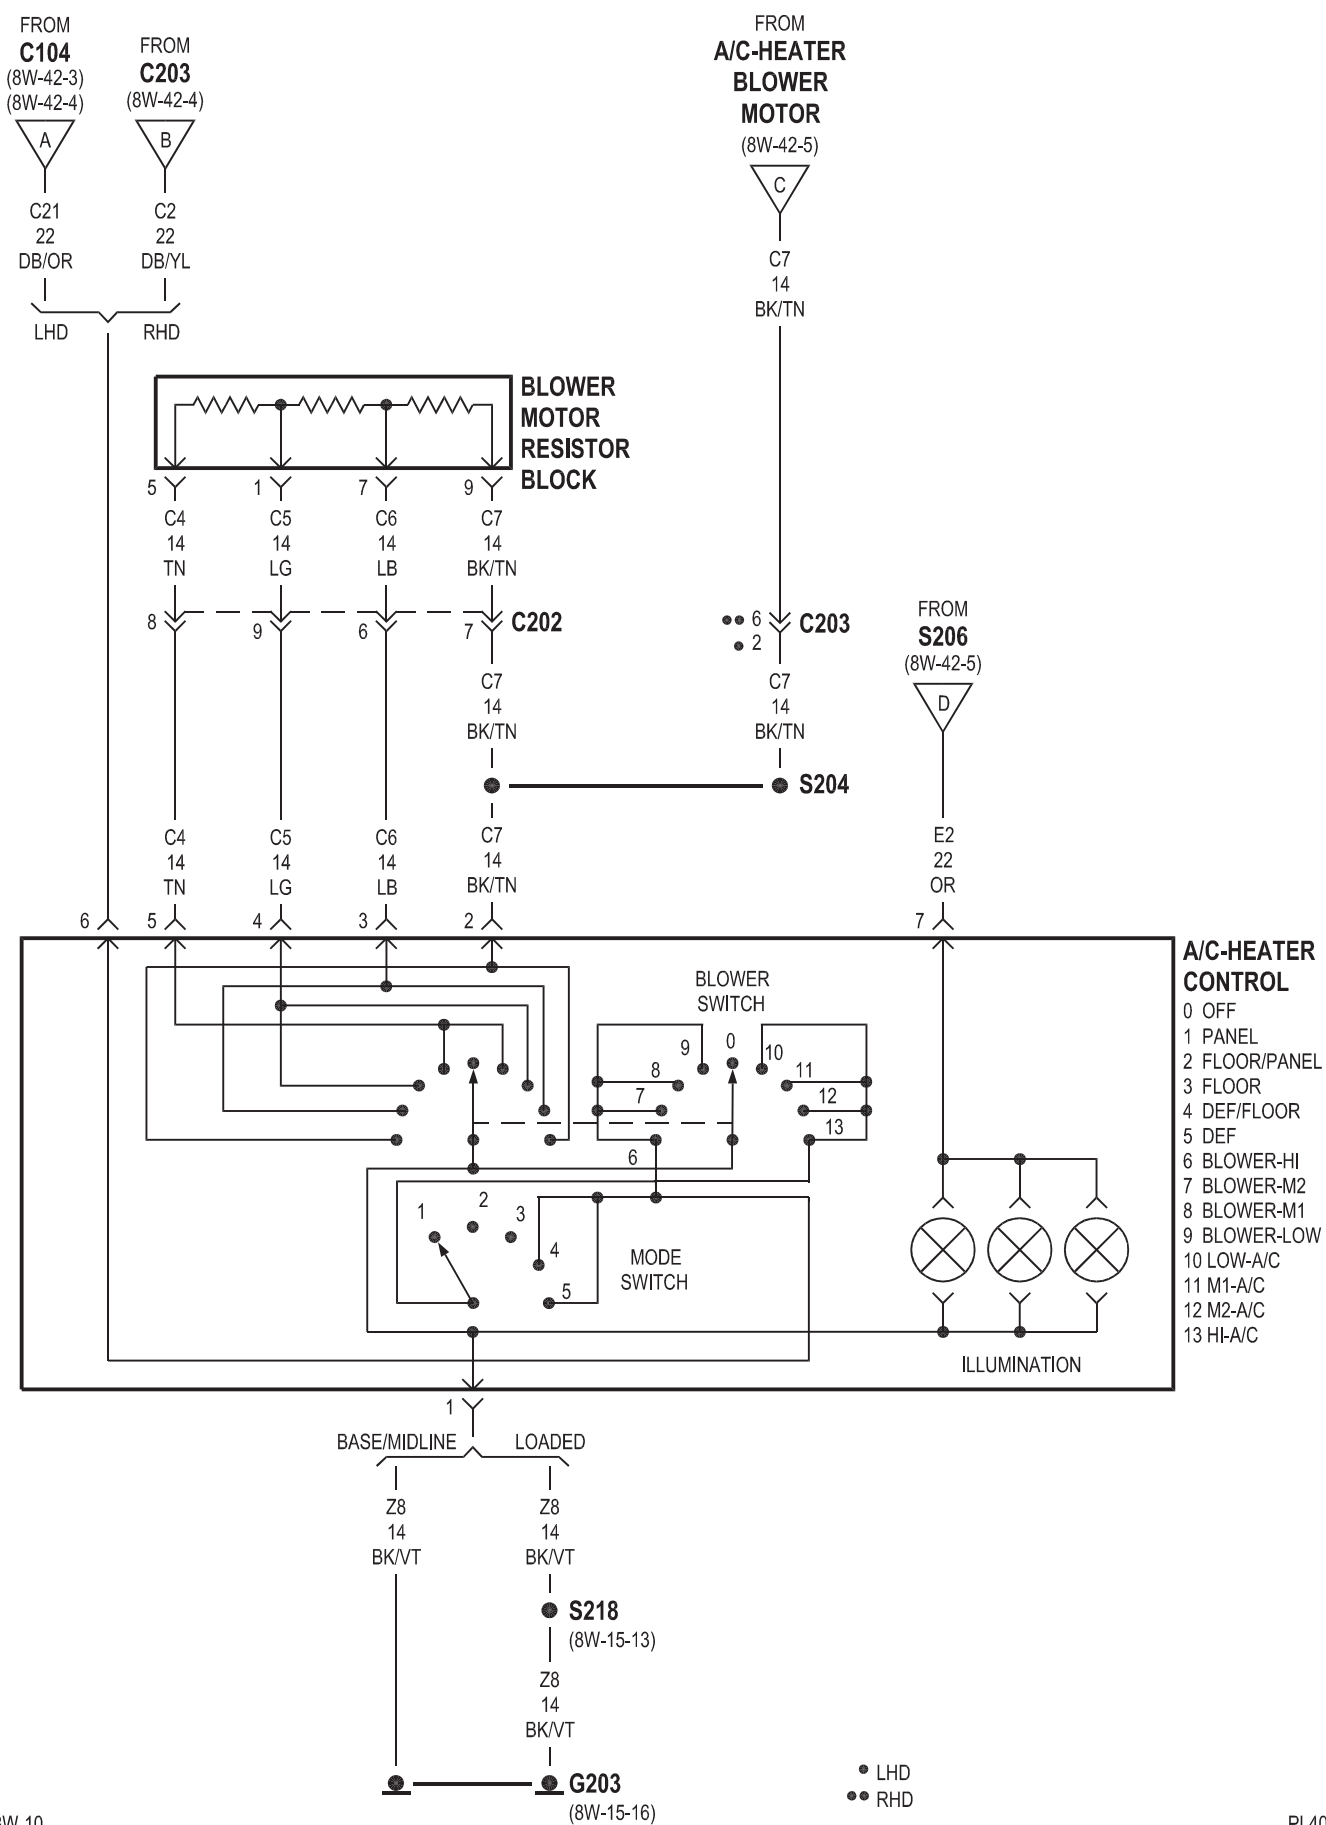 FROM
C104
(8W-42-3)
(8W-42-4)
A
C21
22
DB/OR
LHD
FROM
C203
(8W-42-4)
B
C2
22
DB/YL
RHD
FROM
A/C-HEATER
BLOWER
MOTOR
(8W-42-5)
C
C7
14
BK/TN
BLOWER
MOTOR
RESISTOR
BLOCK
5 1 7 9
C4 C5 C6 C7
14 14 14 14
TN LG LB BK/TN
8 9 6 7 C202
6 C203
2
FROM
S206
(8W-42-5)
D
C7 C7
14 14
BK/TN BK/TN
S204
C4 C5 C6 C7 E2
14 14 14 14 22
TN LG LB BK/TN OR
6 5 4 3 2 7
A/C-HEATER
CONTROL
0 OFF
1 PANEL
2 FLOOR/PANEL
3 FLOOR
4 DEF/FLOOR
5 DEF
6 BLOWER-HI
7 BLOWER-M2
8 BLOWER-M1
9 BLOWER-LOW
10 LOW-A/C
11 M1-A/C
12 M2-A/C
13 HI-A/C
BLOWER
SWITCH
0
9 10
8 11
7 12
6 13
1 2 3
4
5
MODE
SWITCH
ILLUMINATION
1
BASE/MIDLINE LOADED
Z8 Z8
14 14
BK/VT BK/VT
S218
(8W-15-13)
Z8
14
BK/VT
G203
(8W-15-16)
• LHD
•• RHD